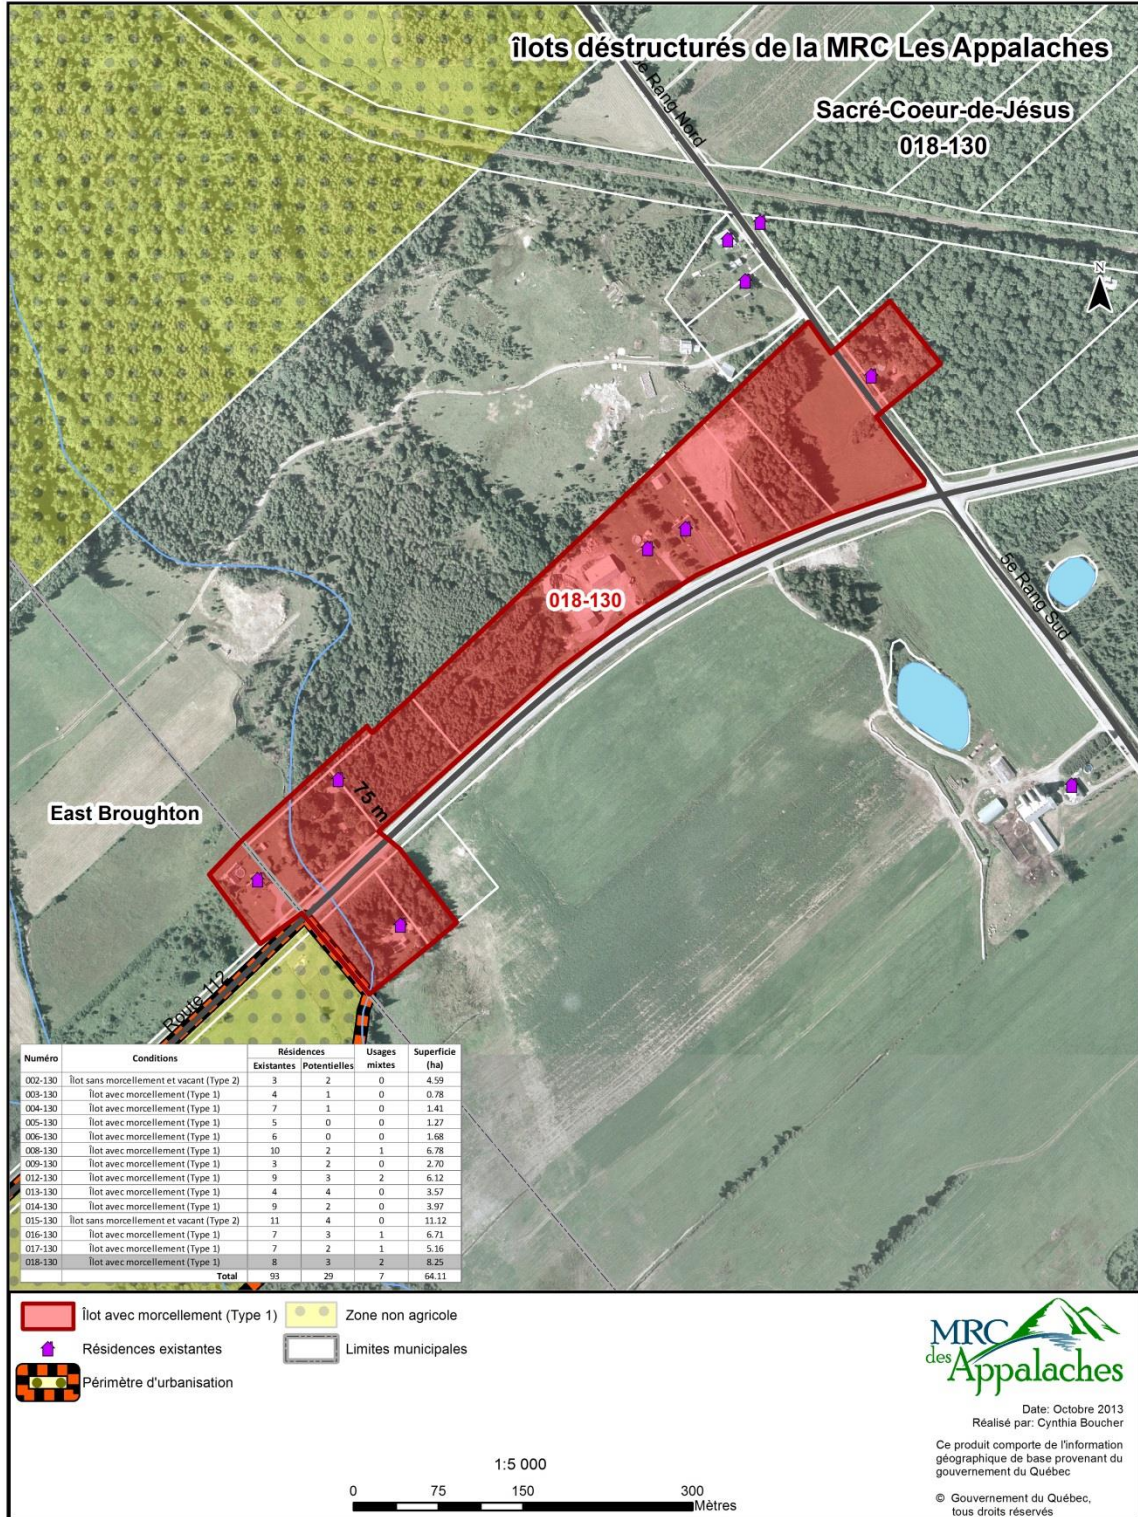 îlots déstructurés de la MRC Les Appalaches
Sacré-Coeur-de-Jésus
018-130
5e Rang Nord
N
018-130
5e Rang Sud
75 m
East Broughton
Route 112
Numéro Conditions Résidences Usages mixtes Superficie (ha)
Existantes Potentielles
002-130 Îlot sans morcellement et vacant (Type 2) 3 2 0 4.59
003-130 Îlot avec morcellement (Type 1) 4 1 0 0.78
004-130 Îlot avec morcellement (Type 1) 7 1 0 1.41
005-130 Îlot avec morcellement (Type 1) 5 0 0 1.27
006-130 Îlot avec morcellement (Type 1) 6 0 0 1.68
008-130 Îlot avec morcellement (Type 1) 10 2 1 6.78
009-130 Îlot avec morcellement (Type 1) 3 2 0 2.70
012-130 Îlot avec morcellement (Type 1) 9 3 2 6.12
013-130 Îlot avec morcellement (Type 1) 4 4 0 3.57
014-130 Îlot avec morcellement (Type 1) 9 2 0 3.97
015-130 Îlot sans morcellement et vacant (Type 2) 11 4 0 11.12
016-130 Îlot avec morcellement (Type 1) 7 3 1 6.71
017-130 Îlot avec morcellement (Type 1) 7 2 1 5.16
018-130 Îlot avec morcellement (Type 1) 8 3 2 8.25
Total 93 29 7 64.11
Îlot avec morcellement (Type 1)
Zone non agricole
Résidences existantes
Limites municipales
Périmètre d'urbanisation
MRC
des Appalaches
Date: Octobre 2013
Réalisé par: Cynthia Boucher
Ce produit comporte de l'information
géographique de base provenant du
gouvernement du Québec
© Gouvernement du Québec,
tous droits réservés
1:5 000
0 75 150 300
Mètres